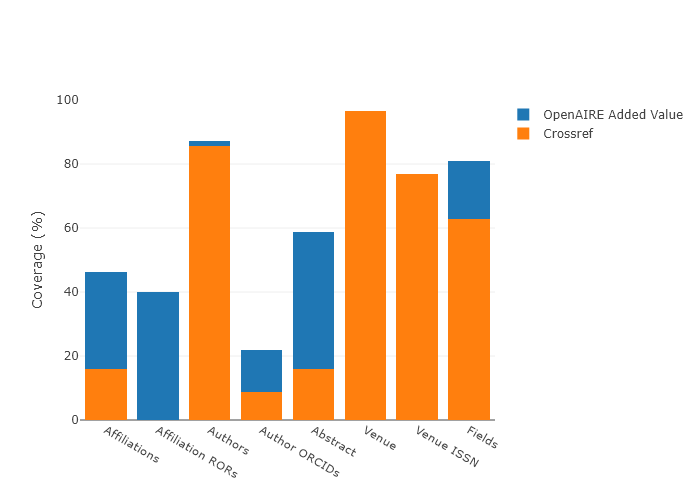 OpenAIRE Added Value
Crossref
Coverage (%)
100
80
60
40
20
0
Affiliations
Affiliation RORs
Authors
Author ORCIDs
Abstract
Venue
Venue ISSN
Fields